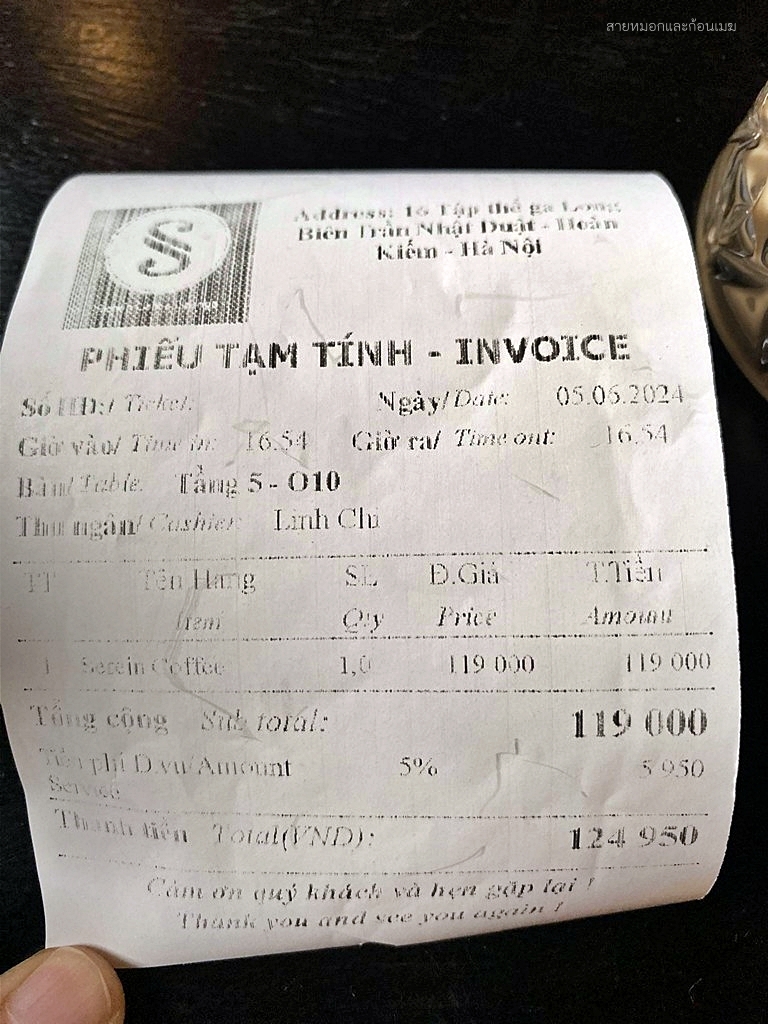 สายหมอกและก้อนเมฆ
Address: 16 Tập thể ga Long
Biên Trần Nhật Duật - Hoàn
Kiếm - Hà Nội
PHIẾU TẠM TÍNH - INVOICE
Số HĐ:/ Ticket: Ngày/ Date: 05.06.2024
Giờ vào/ Time in: 16.54 Giờ ra/ Time out: 16.54
Bàn/ Table: Tầng 5 - O10
Thu ngân/ Cashier: Linh Chi
TT Tên Hàng SL Đ.Giá T.Tiền
Item Qty Price Amount
1 Serein Coffee 1,0 119 000 119 000
Tổng cộng Sub total: 119 000
Tiền phí D.vụ/Amount 5% 5 950
Service
Thành tiền Total(VND): 124 950
Cảm ơn quý khách và hẹn gặp lại !
Thank you and see you again !